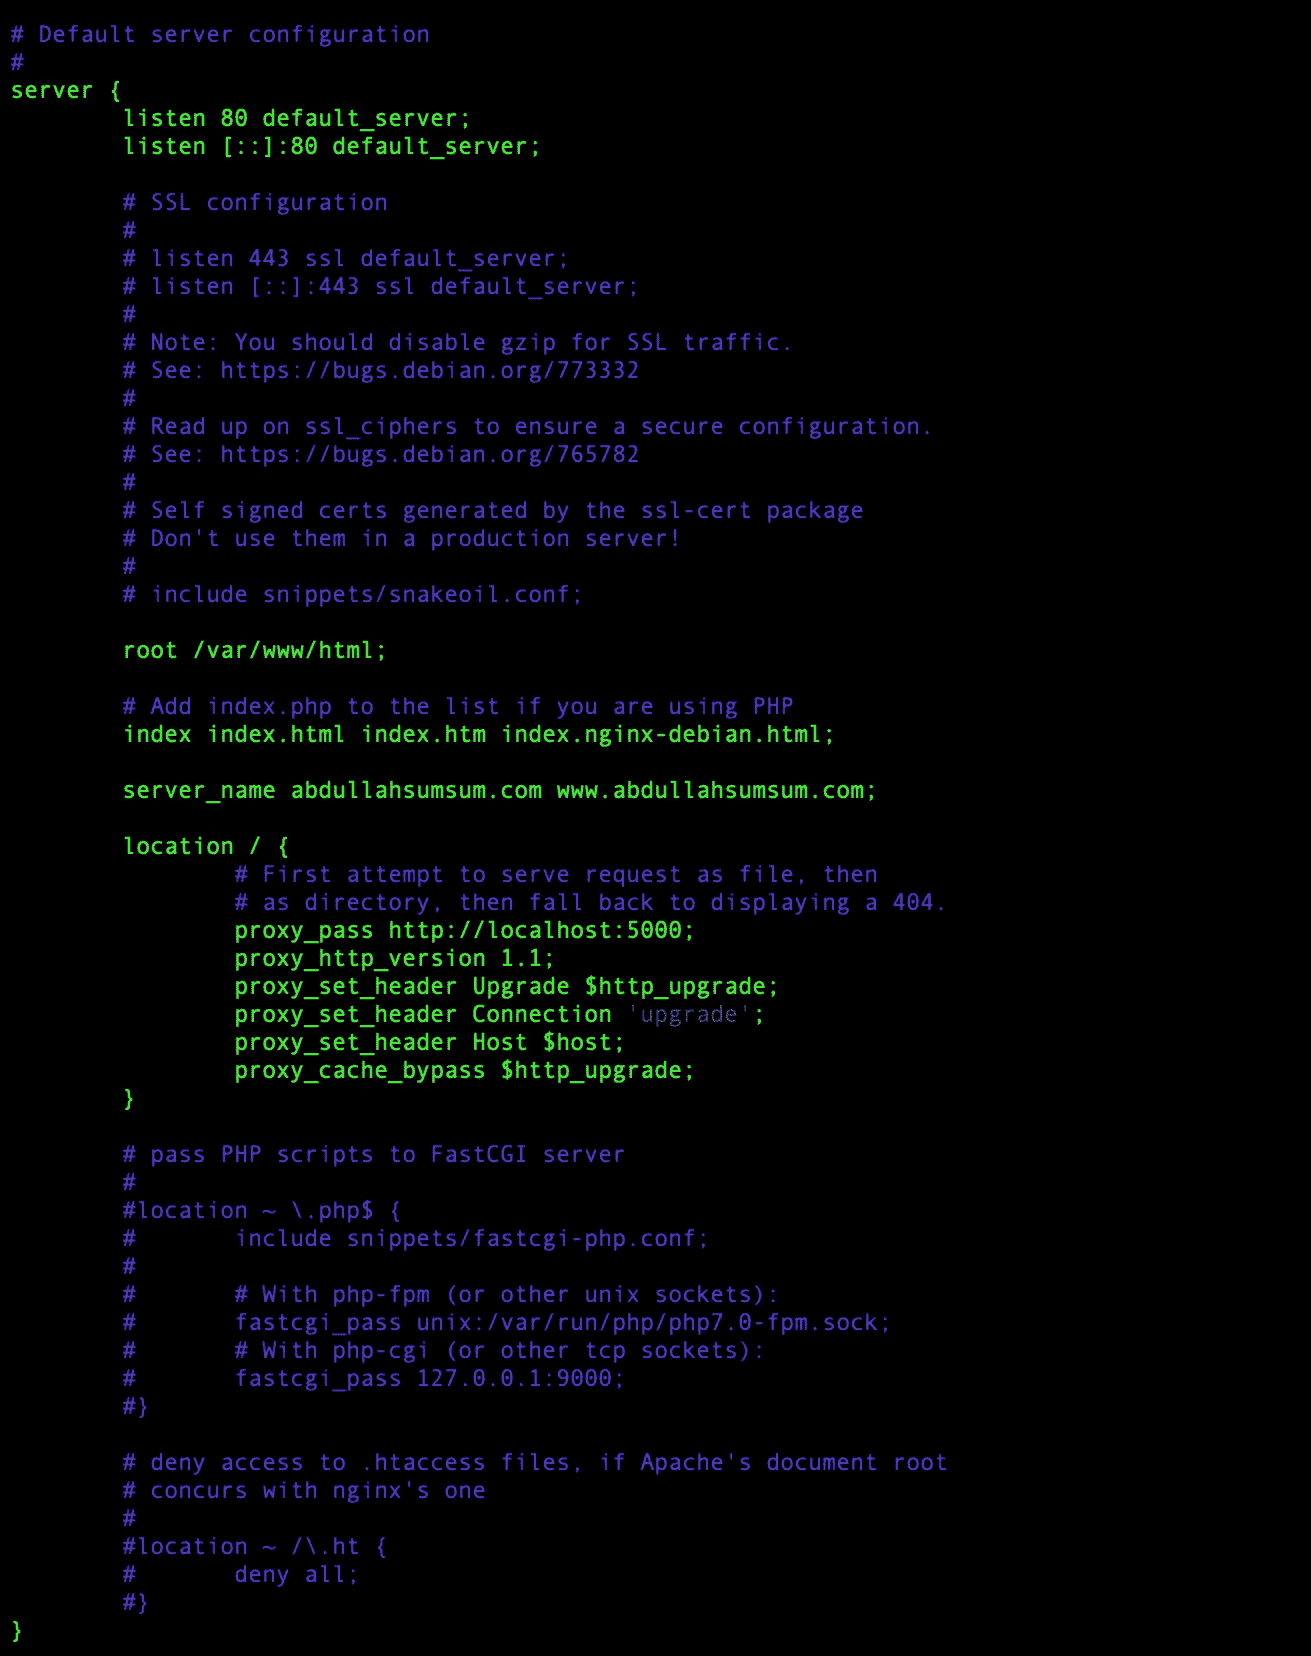 # Default server configuration
#
server {
listen 80 default_server;
listen [::]:80 default_server;
# SSL configuration
#
# listen 443 ssl default_server;
# listen [::]:443 ssl default_server;
#
# Note: You should disable gzip for SSL traffic.
# See: https://bugs.debian.org/773332
#
# Read up on ssl_ciphers to ensure a secure configuration.
# See: https://bugs.debian.org/765782
#
# Self signed certs generated by the ssl-cert package
# Don't use them in a production server!
#
# include snippets/snakeoil.conf;
root /var/www/html;
# Add index.php to the list if you are using PHP
index index.html index.htm index.nginx-debian.html;
server_name abdullahsumsum.com www.abdullahsumsum.com;
location / {
# First attempt to serve request as file, then
# as directory, then fall back to displaying a 404.
proxy_pass http://localhost:5000;
proxy_http_version 1.1;
proxy_set_header Upgrade $http_upgrade;
proxy_set_header Connection 'upgrade';
proxy_set_header Host $host;
proxy_cache_bypass $http_upgrade;
}
# pass PHP scripts to FastCGI server
#
#location ~ \.php$ {
# include snippets/fastcgi-php.conf;
#
# # With php-fpm (or other unix sockets):
# fastcgi_pass unix:/var/run/php/php7.0-fpm.sock;
# # With php-cgi (or other tcp sockets):
# fastcgi_pass 127.0.0.1:9000;
#}
# deny access to .htaccess files, if Apache's document root
# concurs with nginx's one
#
#location ~ /\.ht {
# deny all;
#}
}